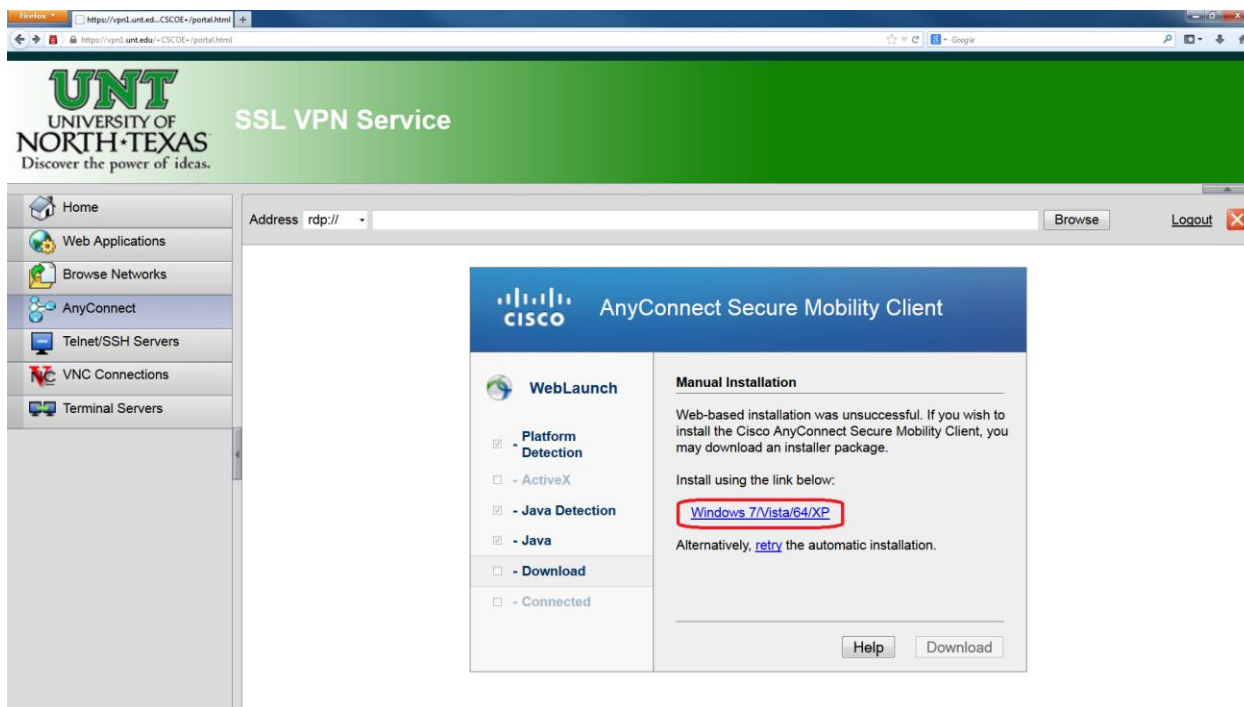 Firefox
https://vpn1.unt.ed...CSCOE+/portal.html
https://vpn1.unt.edu/+CSCOE+/portal.html
Google
UNT
UNIVERSITY OF
NORTH·TEXAS
Discover the power of ideas.
SSL VPN Service
Home
Web Applications
Browse Networks
AnyConnect
Telnet/SSH Servers
VNC Connections
Terminal Servers
Address rdp://
Browse
Logout
CISCO
AnyConnect Secure Mobility Client
WebLaunch
- Platform
Detection
- ActiveX
- Java Detection
- Java
- Download
- Connected
Manual Installation
Web-based installation was unsuccessful. If you wish to
install the Cisco AnyConnect Secure Mobility Client, you
may download an installer package.
Install using the link below:
Windows 7/Vista/64/XP
Alternatively, retry the automatic installation.
Help
Download